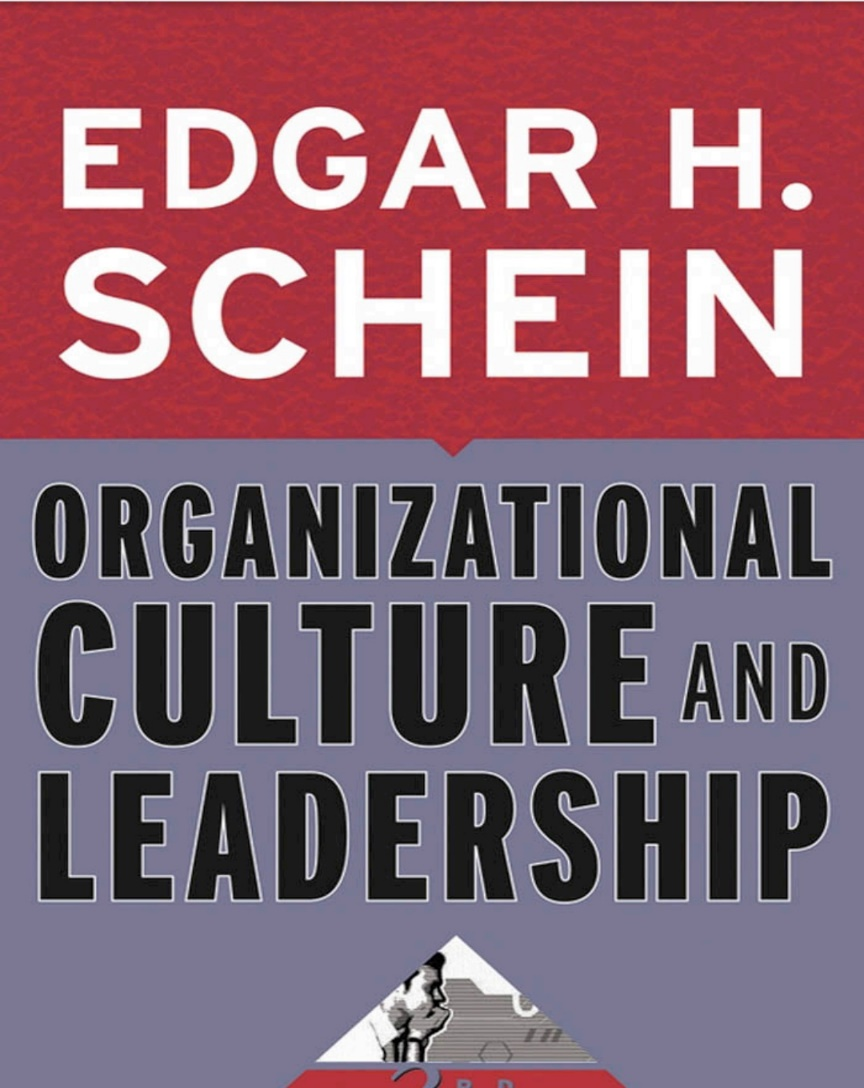 EDGAR H.
SCHEIN
ORGANIZATIONAL
CULTURE AND
LEADERSHIP